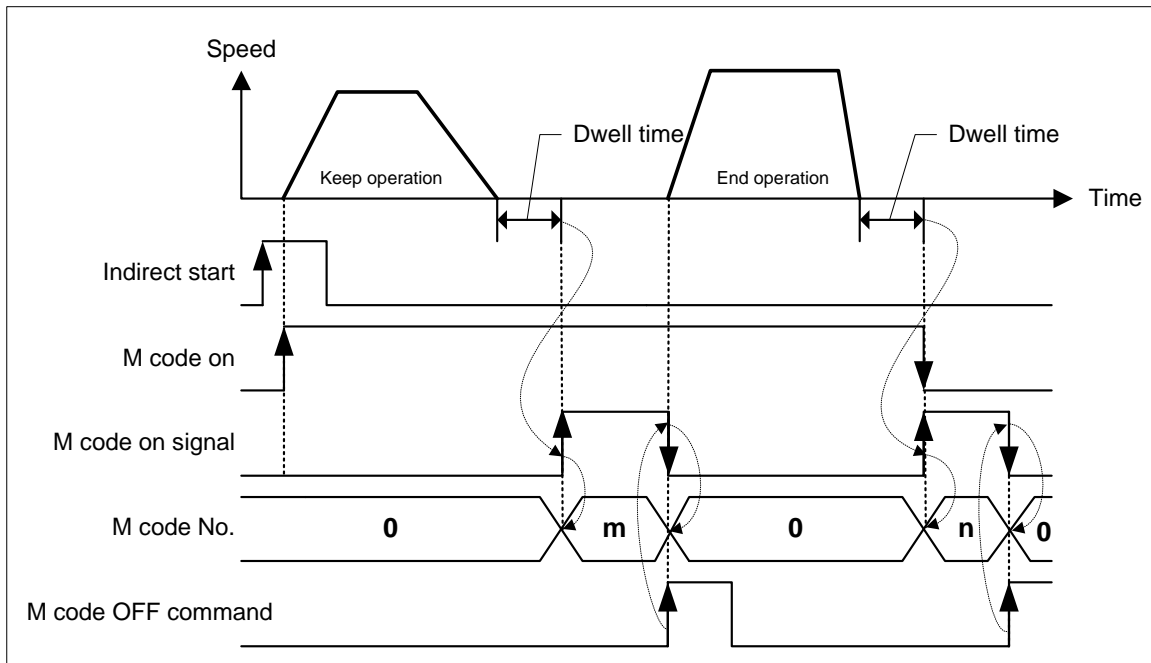 Speed
Dwell time
Dwell time
Keep operation
End operation
Time
Indirect start
M code on
M code on signal
M code No.
0
m
0
n
0
M code OFF command